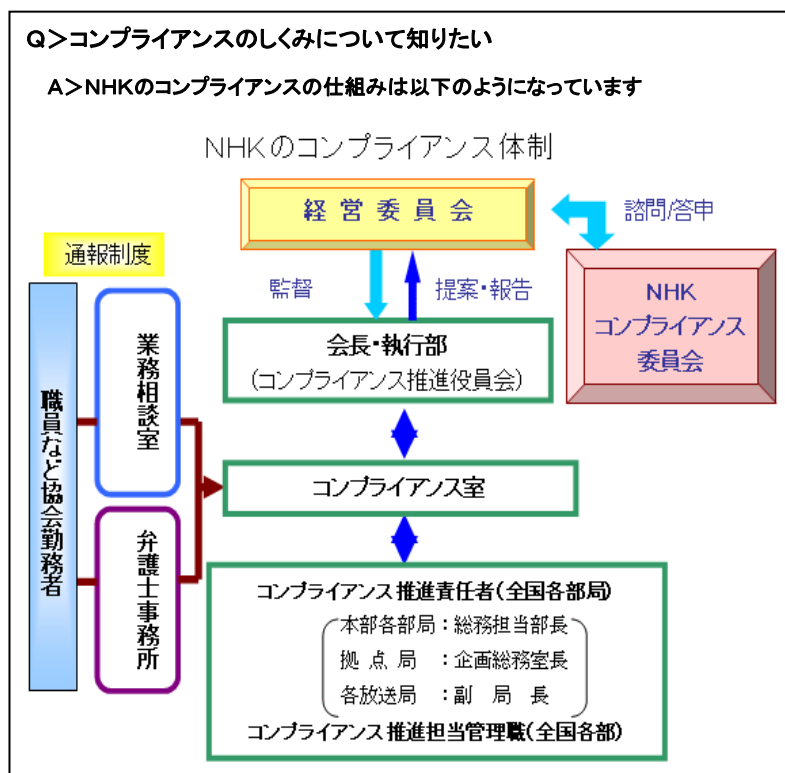 Q>コンプライアンスのしくみについて知りたい
A>NHKのコンプライアンスの仕組みは以下のようになっています
NHKのコンプライアンス体制
経営委員会
諮問/答申
通報制度
監督
提案・報告
NHK
コンプライアンス
委員会
会長・執行部
(コンプライアンス推進役員会)
職員など協会勤務者
業務相談室
弁護士事務所
コンプライアンス室
コンプライアンス推進責任者(全国各部局)
本部各部局:総務担当部長
拠点局 :企画総務室長
各放送局 :副局長
コンプライアンス推進担当管理職(全国各部)